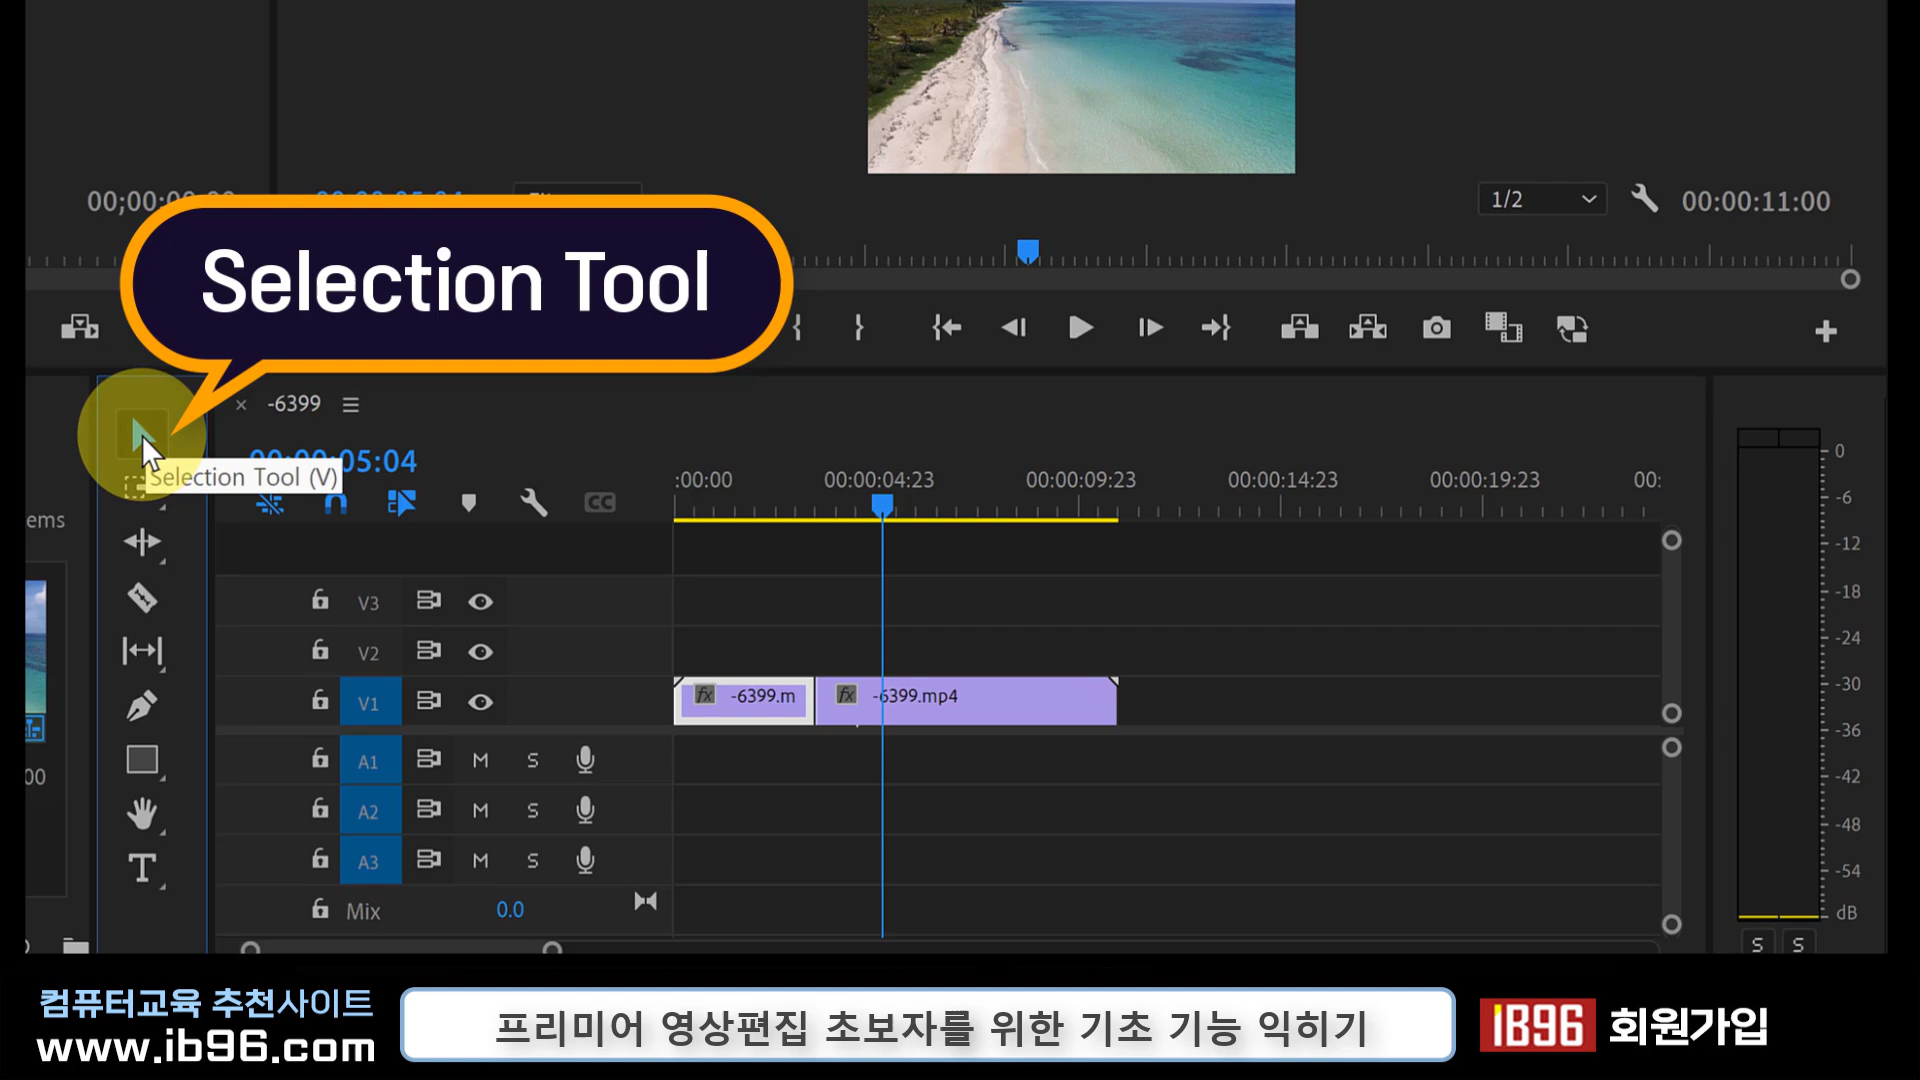 00;00:0
1/2
00:00:11:00
Selection Tool
-6399
05:04
Selection Tool (V)
:00:00
00:00:04:23
00:00:09:23
00:00:14:23
00:00:19:23
00:
CC
ems
00
V3
V2
V1
fx -6399.m
fx -6399.mp4
A1 M S
A2 M S
A3 M S
Mix 0.0
0
-6
-12
-18
-24
-30
-36
-42
-48
-54
dB
S S
컴퓨터교육 추천사이트
www.ib96.com
프리미어 영상편집 초보자를 위한 기초 기능 익히기
IB96 회원가입